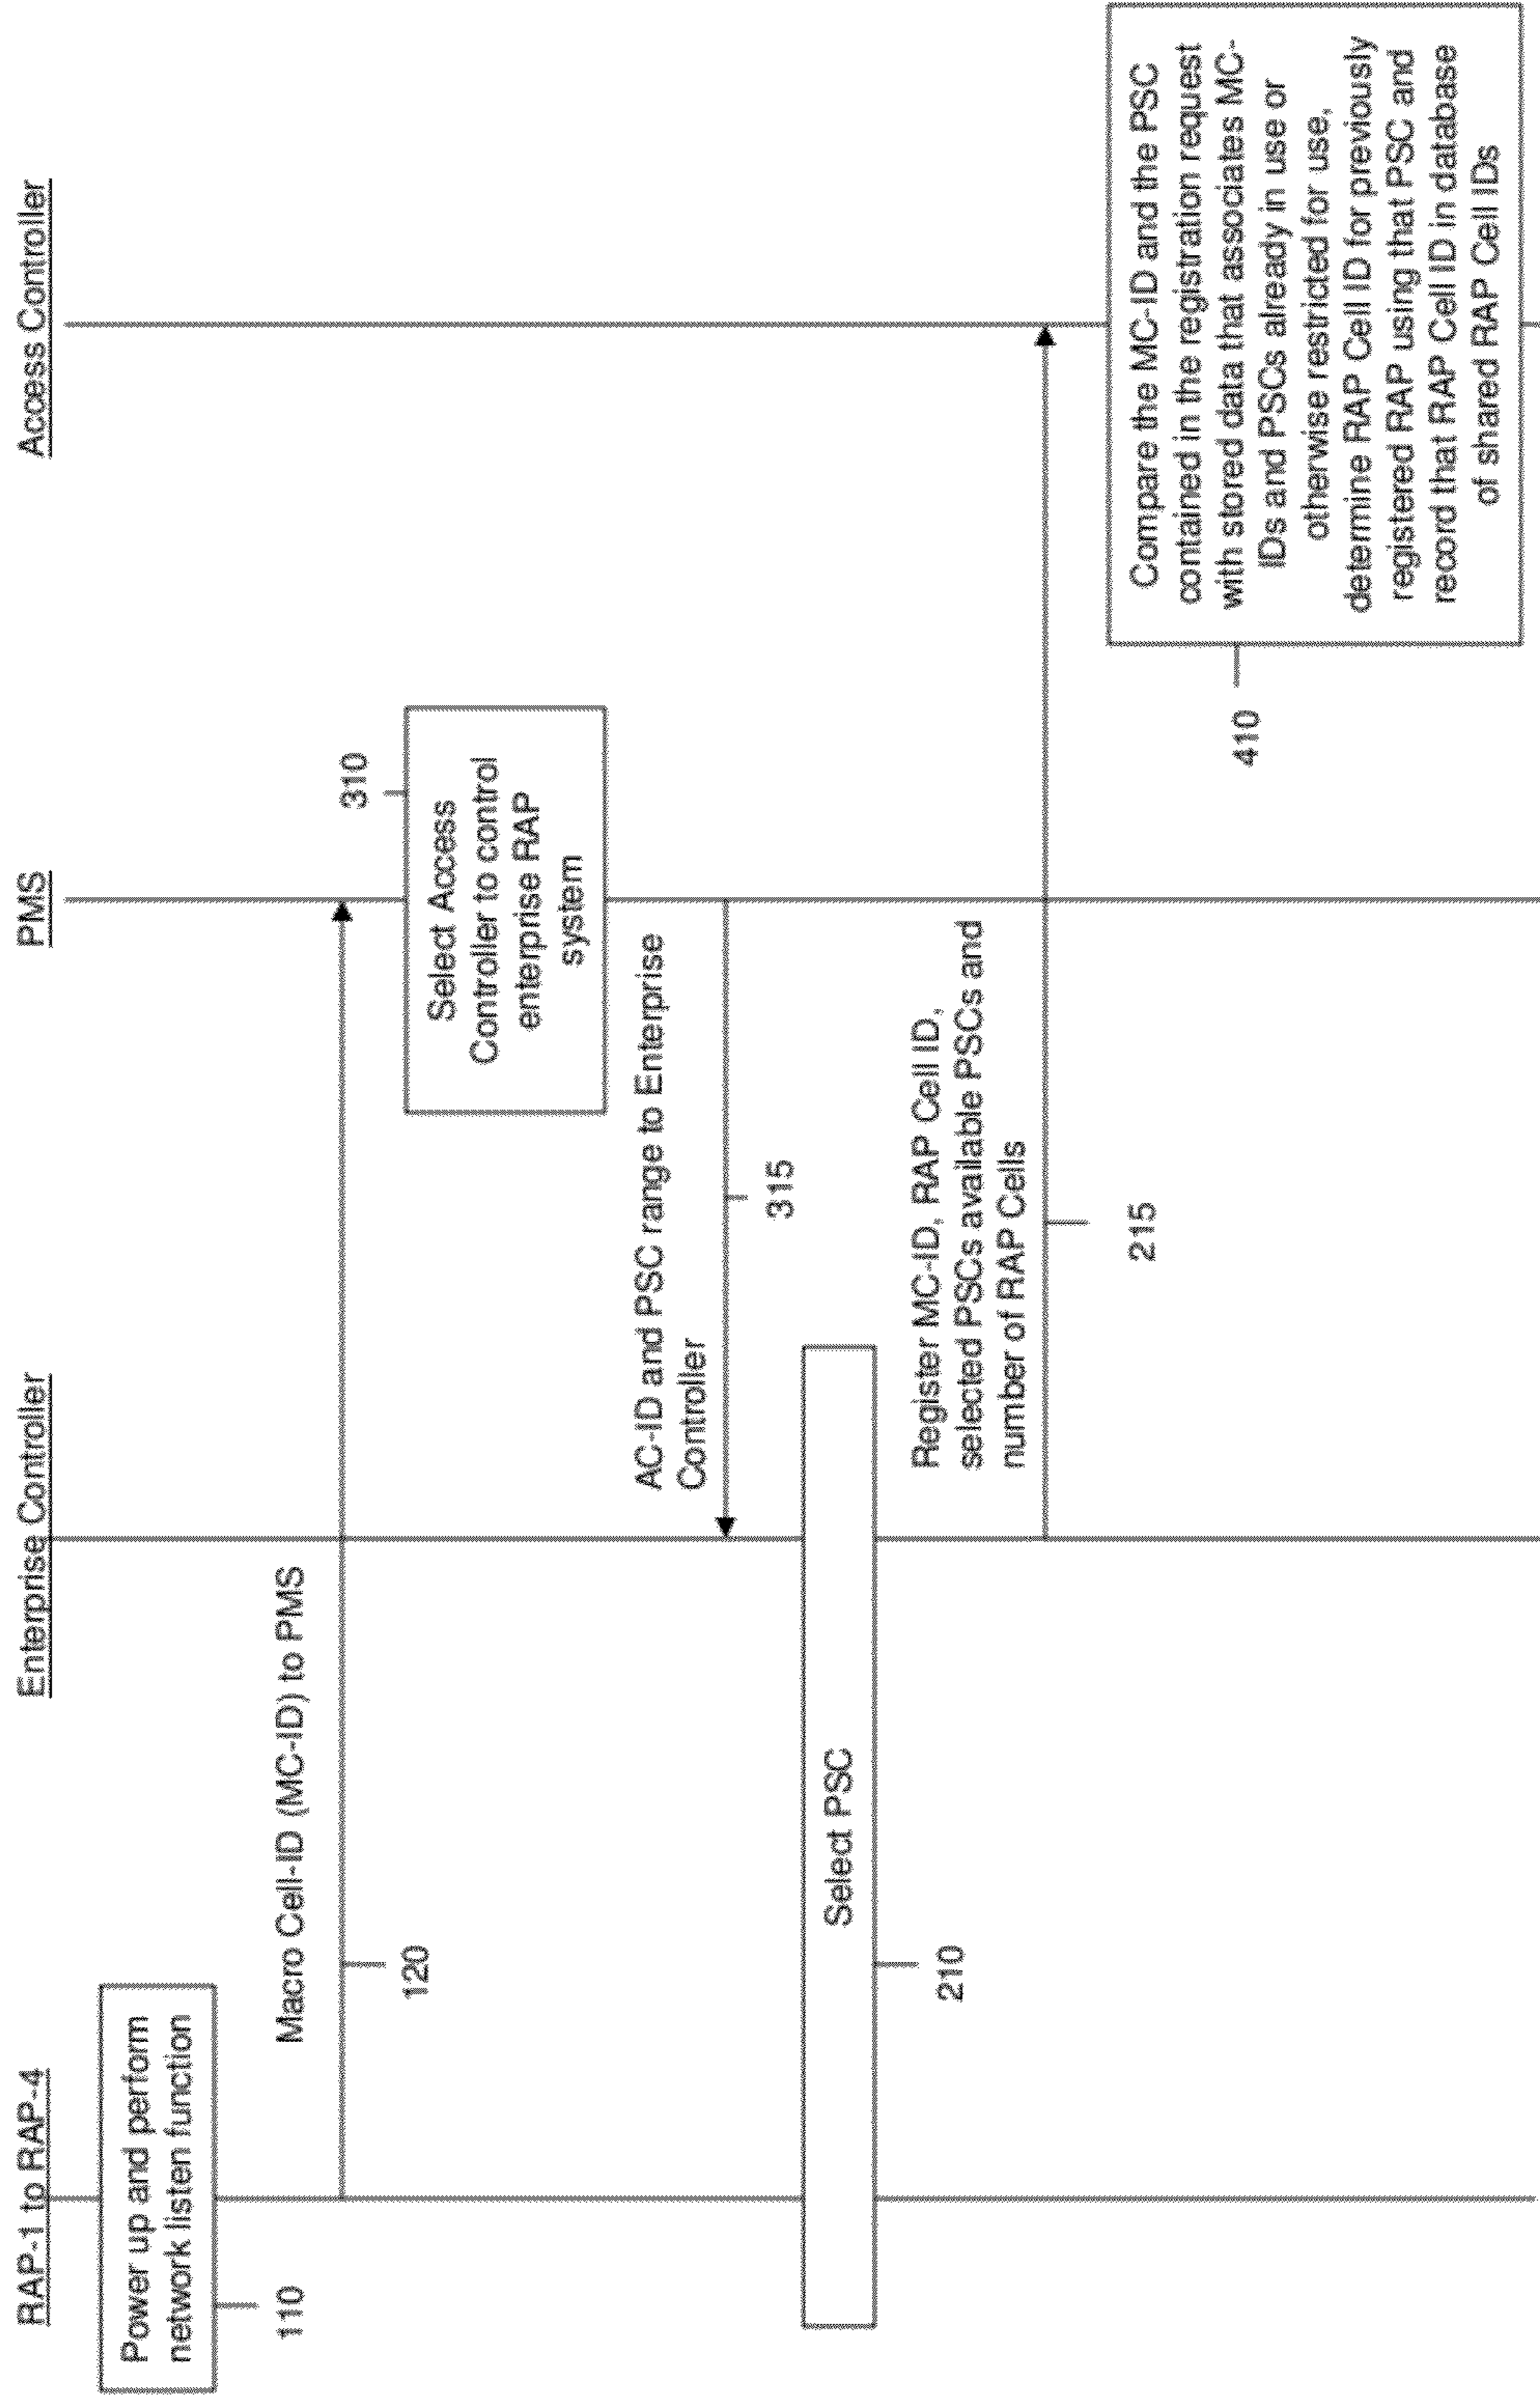 RAP-1 to RAP-4
Enterprise Controller
PMS
Access Controller
Power up and perform
network listen function
110
Macro Cell-ID (MC-ID) to PMS
120
310
Select Access
Controller to control
enterprise RAP
system
AC-ID and PSC range to Enterprise
Controller
315
Select PSC
210
Register MC-ID, RAP Cell ID,
selected PSCs available PSCs and
number of RAP Cells
215
Compare the MC-ID and the PSC
contained in the registration request
with stored data that associates MC-
IDs and PSCs already in use or
otherwise restricted for use,
determine RAP Cell ID for previously
registered RAP using that PSC and
record that RAP Cell ID in database
of shared RAP Cell IDs
410